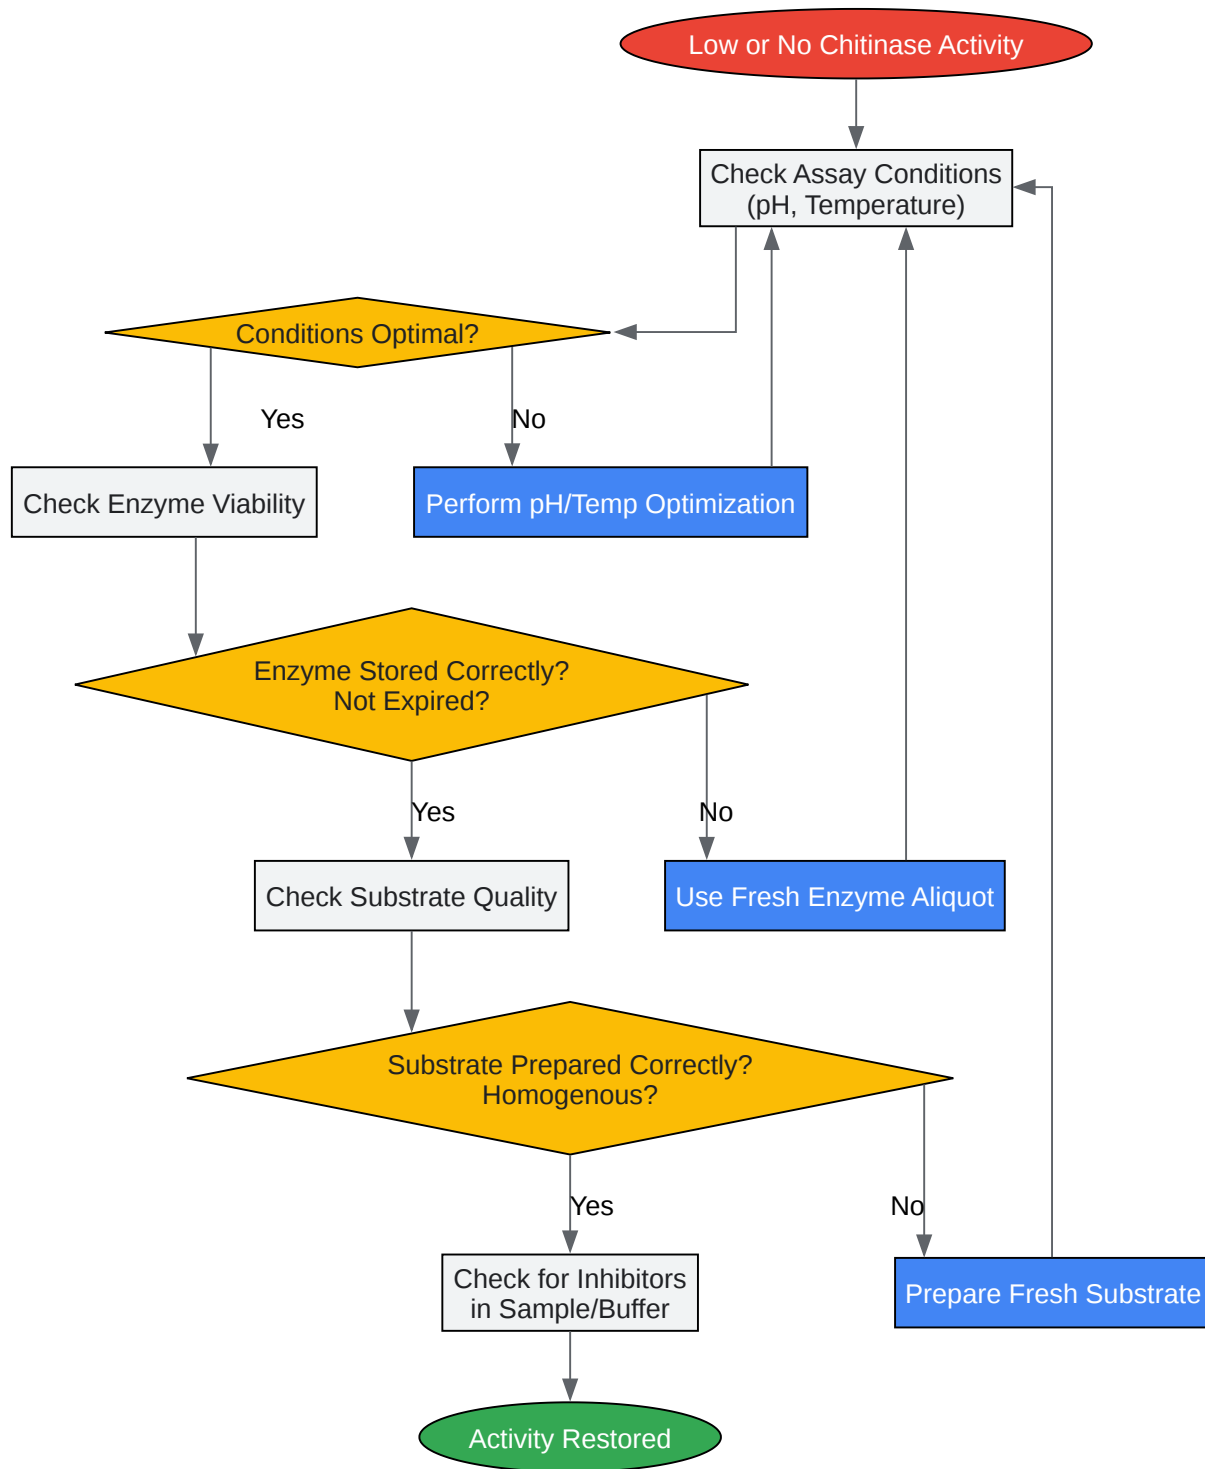 Low or No Chitinase Activity
Check Assay Conditions
(pH, Temperature)
Conditions Optimal?
Yes
No
Check Enzyme Viability
Perform pH/Temp Optimization
Enzyme Stored Correctly?
Not Expired?
Yes
No
Check Substrate Quality
Use Fresh Enzyme Aliquot
Substrate Prepared Correctly?
Homogenous?
Yes
No
Check for Inhibitors
in Sample/Buffer
Prepare Fresh Substrate
Activity Restored